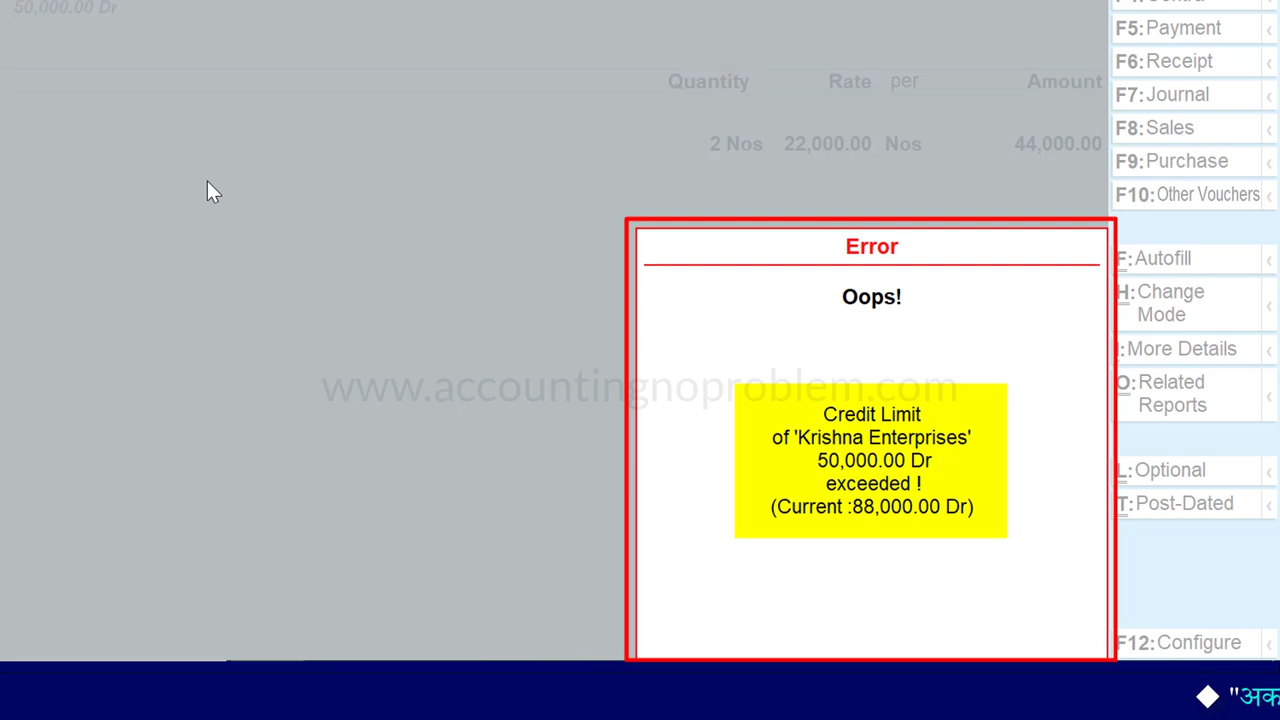 50,000.00 Dr
F5:Payment
F6:Receipt
F7:Journal
F8:Sales
F9:Purchase
F10:Other Vouchers
Quantity Rate per Amount
2 Nos 22,000.00 Nos 44,000.00
Error
Oops!
Credit Limit
of 'Krishna Enterprises'
50,000.00 Dr
exceeded !
(Current :88,000.00 Dr)
www.accountingnoproblem.com
F:Autofill
H:Change
Mode
I:More Details
O:Related
Reports
L:Optional
T:Post-Dated
F12:Configure
"अक